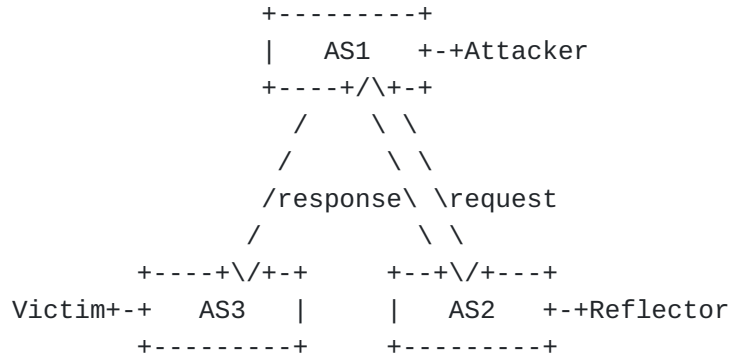 +---------+
|   AS1   +-+Attacker
+----+/\+-+
/    \ \
/      \ \
/response\ \request
/          \ \
+----+\/+-+    +--+\/+---+
Victim+-+   AS3   |    |   AS2   +-+Reflector
+---------+    +---------+